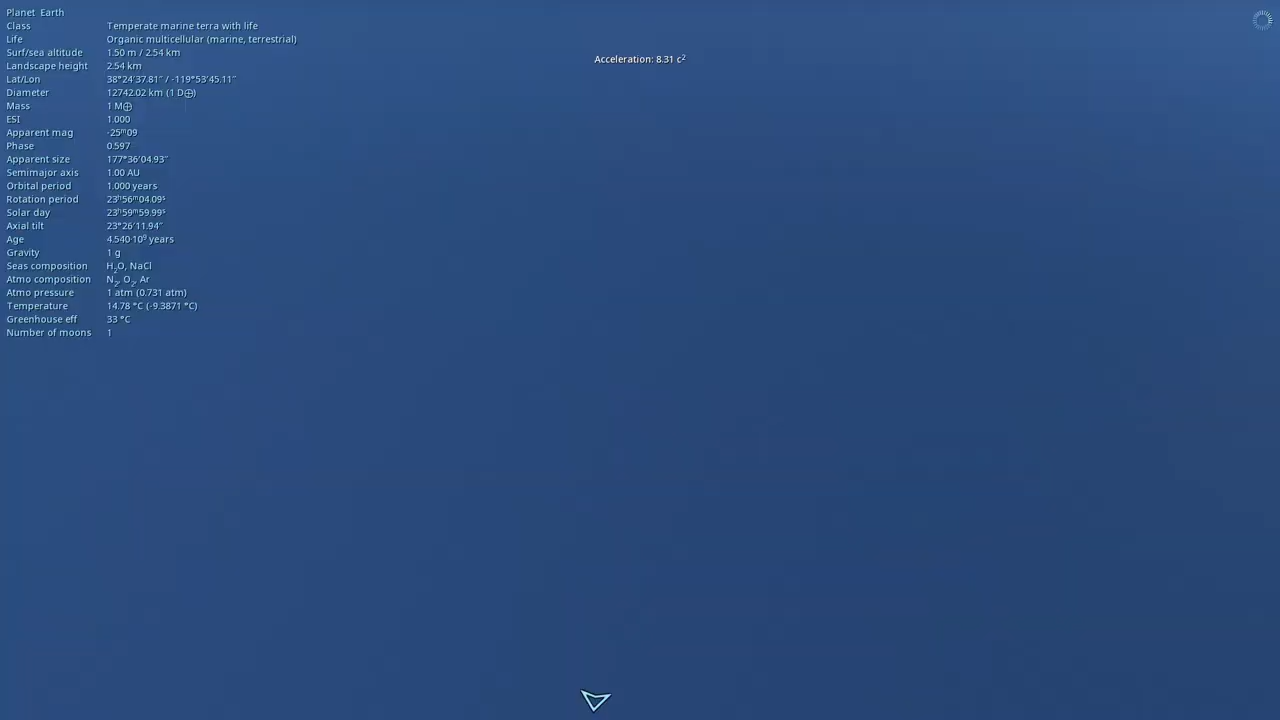 Planet Earth
Class Temperate marine terra with life
Life Organic multicellular (marine, terrestrial)
Surf/sea altitude 1.50 m / 2.54 km
Landscape height 2.54 km
Lat/Lon 38°24′37.81″ / -119°53′45.11″
Diameter 12742.02 km (1 D⊕)
Mass 1 M⊕
ESI 1.000
Apparent mag -25ᵐ09
Phase 0.597
Apparent size 177°36′04.93″
Semimajor axis 1.00 AU
Orbital period 1.000 years
Rotation period 23ʰ56ᵐ04.09ˢ
Solar day 23ʰ59ᵐ59.99ˢ
Axial tilt 23°26′11.94″
Age 4.540·10⁹ years
Gravity 1 g
Seas composition H₂O, NaCl
Atmo composition N₂, O₂, Ar
Atmo pressure 1 atm (0.731 atm)
Temperature 14.78 °C (-9.3871 °C)
Greenhouse eff 33 °C
Number of moons 1
Acceleration: 8.31 c²